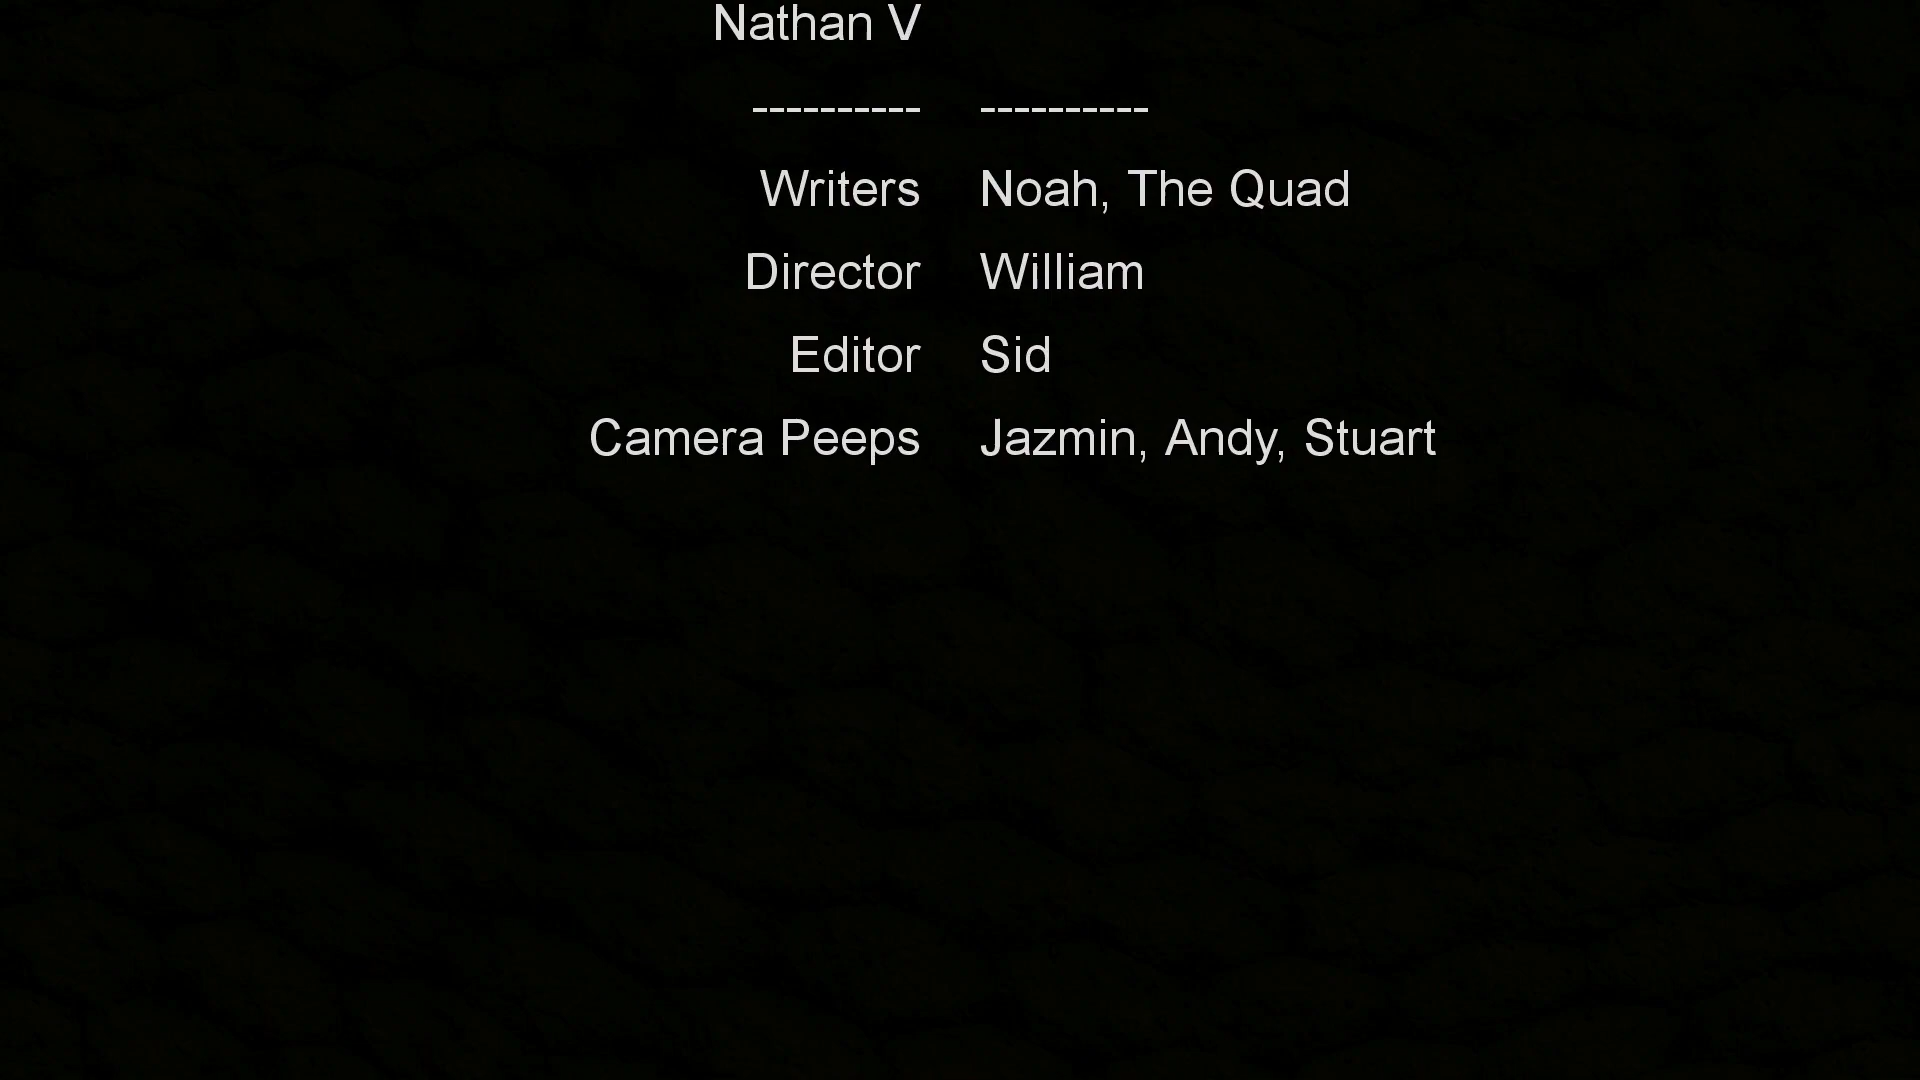 Nathan V
---------- ----------
Writers Noah, The Quad
Director William
Editor Sid
Camera Peeps Jazmin, Andy, Stuart